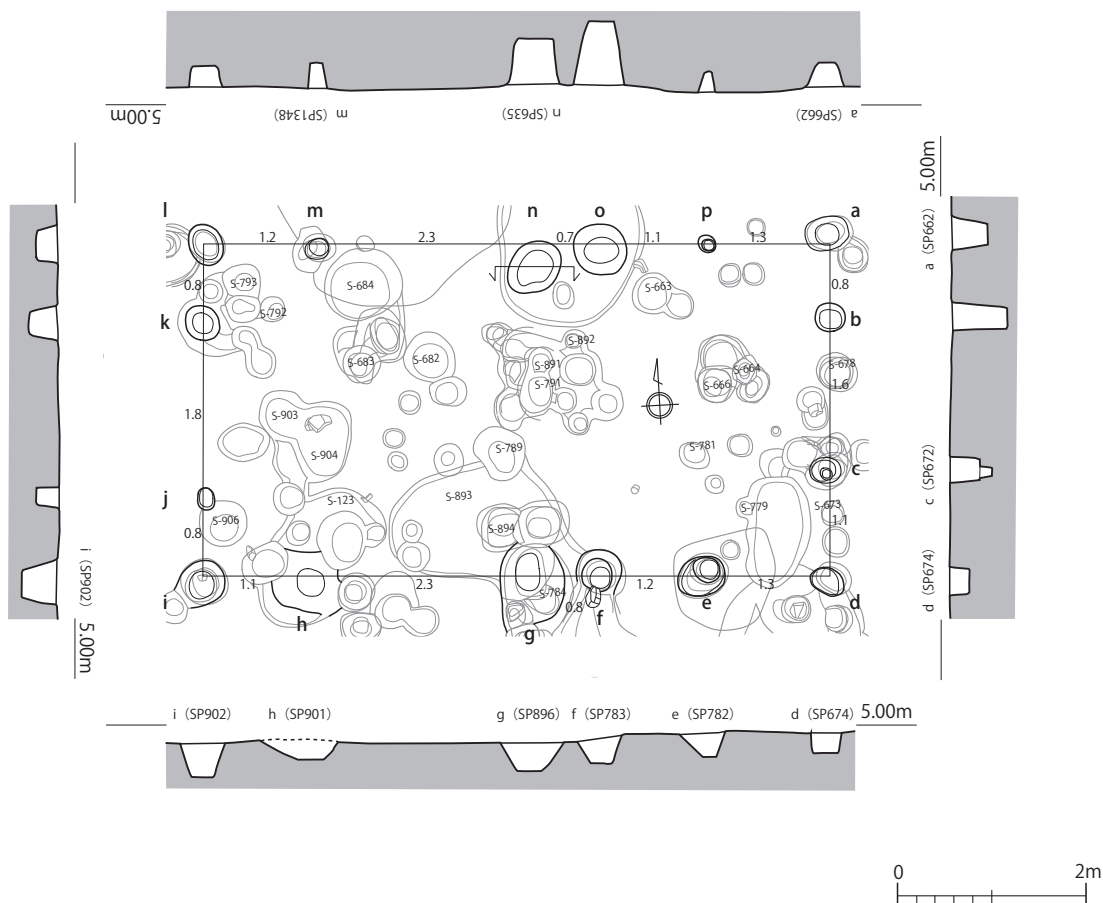 5.00m
m（SP1348）
n（SP635）
a（SP662）
5.00m
l
m
n
o
p
a
1.2
2.3
0.7
1.1
1.3
a（SP662）
0.8
S-793
S-684
S-663
0.8
k
S-792
b
S-892
S-683
S-682
S-891
S-664
S-678
S-791
S-666
1.6
1.8
S-903
S-904
S-789
S-781
c
c（SP672）
j
S-123
S-893
S-779
S-673
S-906
S-894
1.1
0.8
i（SP902）
5.00m
i
1.1
2.3
S-784
0.8
1.2
1.3
h
g
f
e
d
d（SP674）
i（SP902）
h（SP901）
g（SP896）
f（SP783）
e（SP782）
d（SP674）
5.00m
0
2m